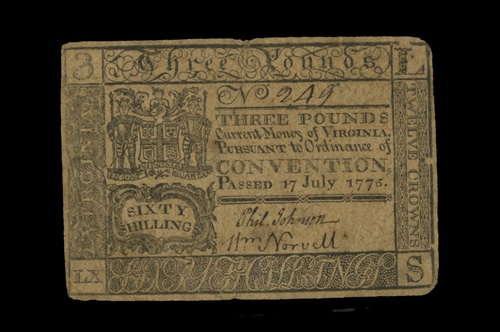 3 Three Pounds
No 249
THREE POUNDS
Current Money of VIRGINIA,
PURSUANT to Ordinance of
CONVENTION,
PASSED 17 July 1775.
SIXTY
SHILLINGS
Phil. Johnson
Wm Norvell
TWELVE CROWNS
LX
S